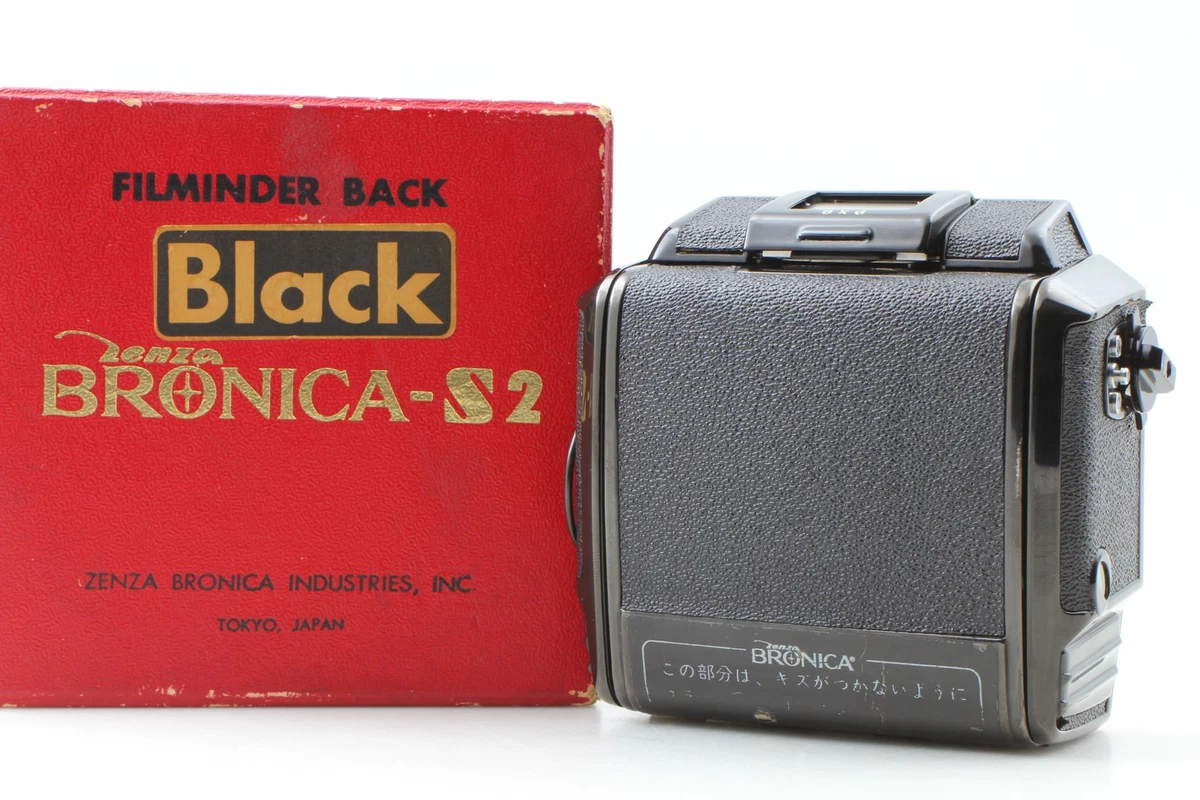 FILMINDER BACK
Black
Zenza
BRONICA-S2
ZENZA BRONICA INDUSTRIES, INC.
TOKYO, JAPAN
6X6
Zenza
BRONICA®
この部分は、キズがつかないように